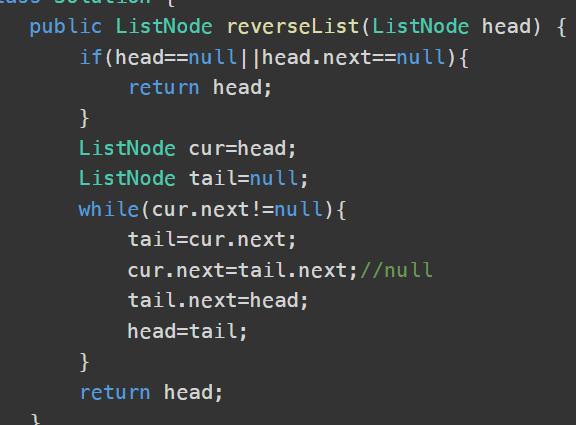 class Solution {
public ListNode reverseList(ListNode head) {
if(head==null||head.next==null){
return head;
}
ListNode cur=head;
ListNode tail=null;
while(cur.next!=null){
tail=cur.next;
cur.next=tail.next;//null
tail.next=head;
head=tail;
}
return head;
}